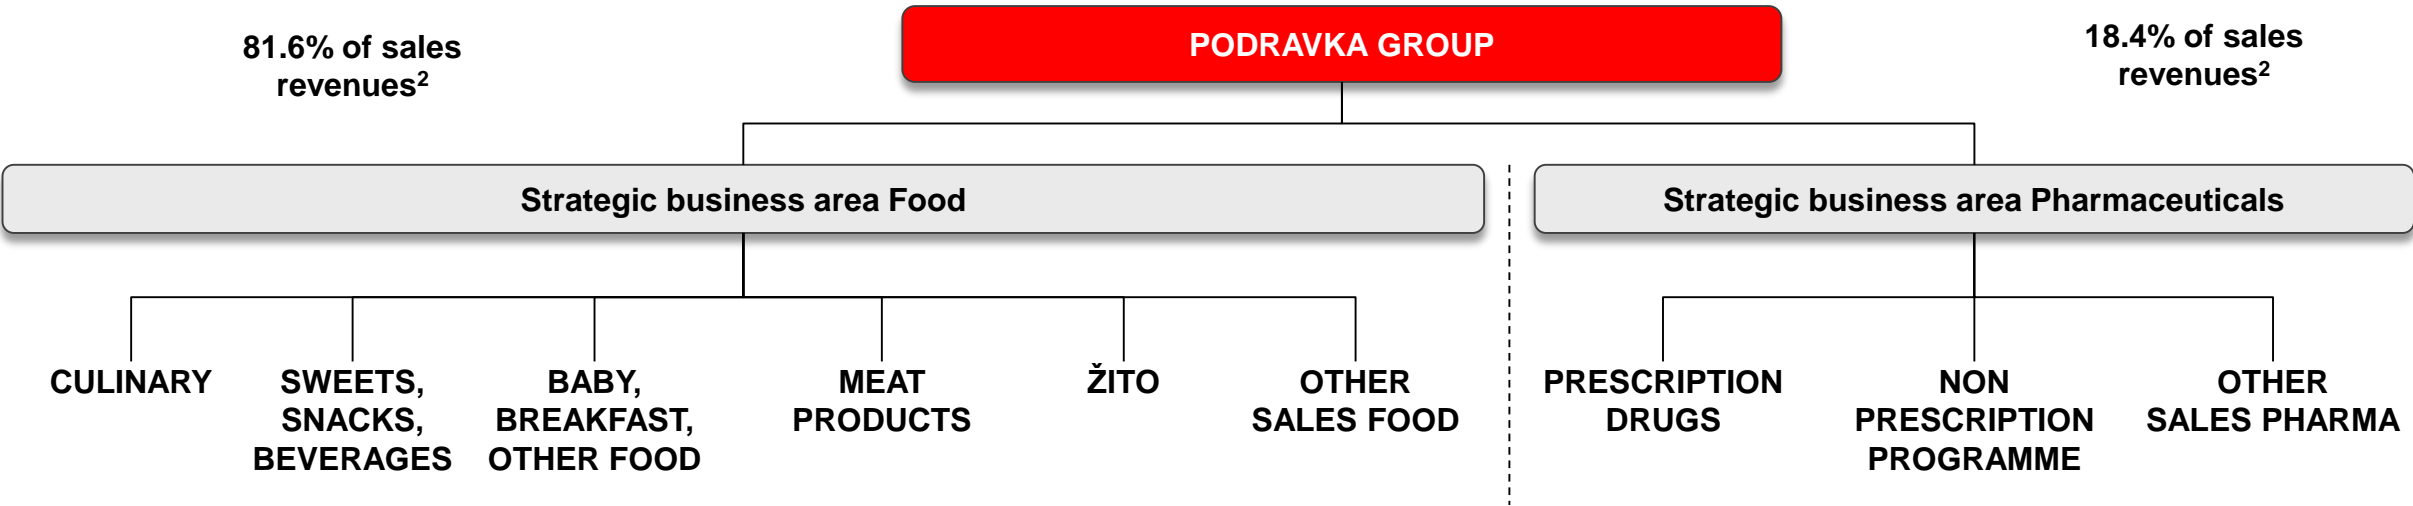 81.6% of sales
revenues²
PODRAVKA GROUP
18.4% of sales
revenues²
Strategic business area Food
Strategic business area Pharmaceuticals
CULINARY
SWEETS,
SNACKS,
BEVERAGES
BABY,
BREAKFAST,
OTHER FOOD
MEAT
PRODUCTS
ŽITO
OTHER
SALES FOOD
PRESCRIPTION
DRUGS
NON
PRESCRIPTION
PROGRAMME
OTHER
SALES PHARMA